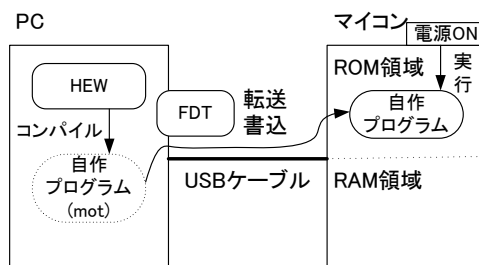 PC
マイコン
電源ON
HEW
ROM領域
実
行
FDT
転送
書込
コンパイル
自作
プログラム
自作
プログラム
(mot)
USBケーブル
RAM領域